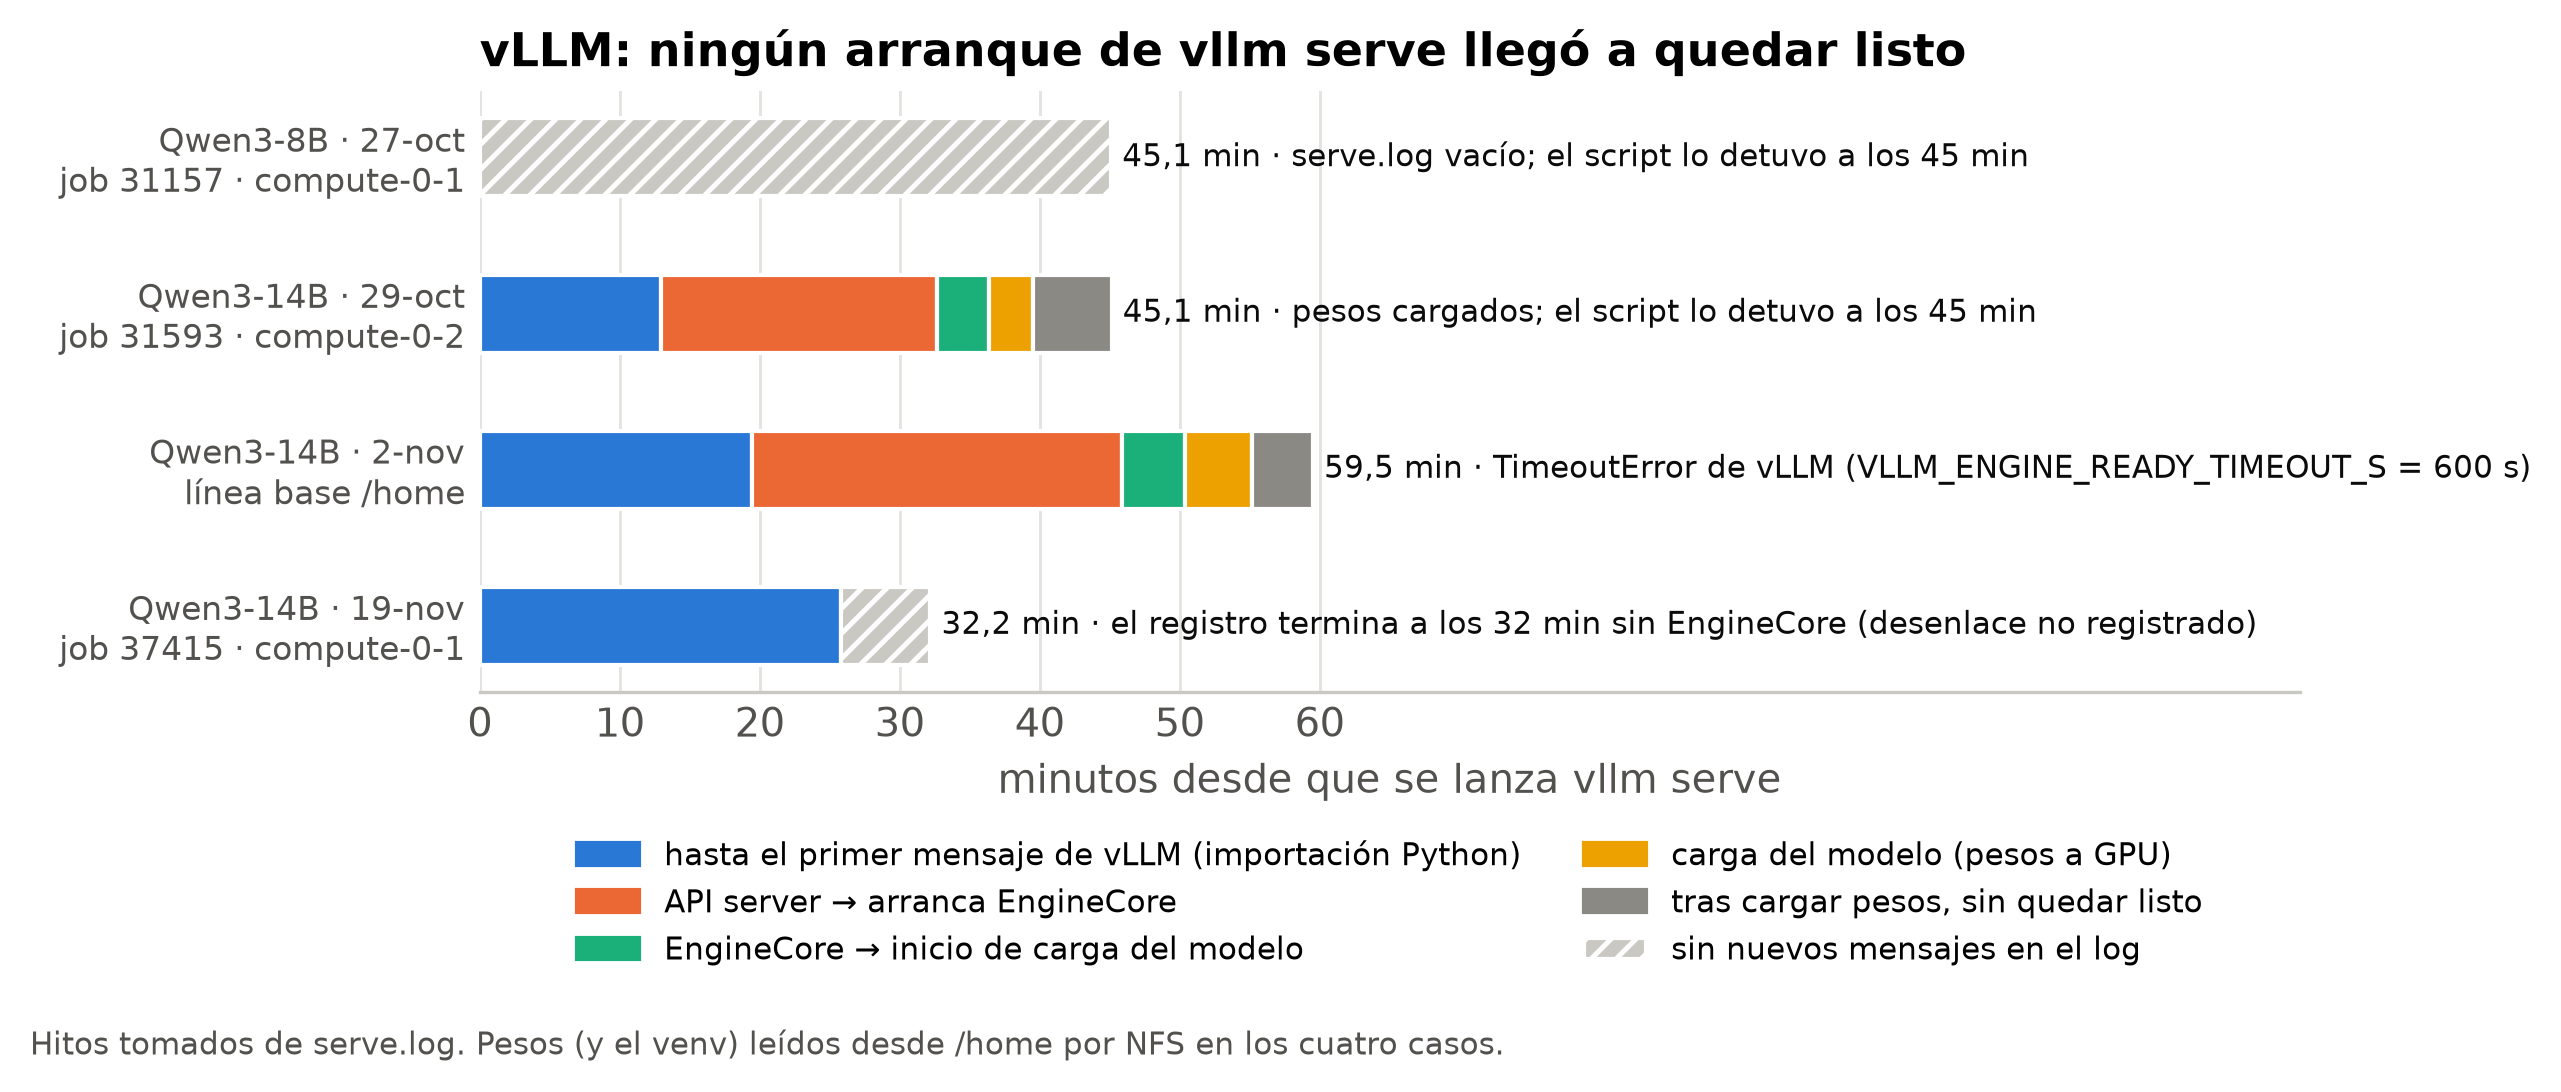 vLLM: ningún arranque de vllm serve llegó a quedar listo
Qwen3-8B · 27-oct
job 31157 · compute-0-1
45,1 min · serve.log vacío; el script lo detuvo a los 45 min
Qwen3-14B · 29-oct
job 31593 · compute-0-2
45,1 min · pesos cargados; el script lo detuvo a los 45 min
Qwen3-14B · 2-nov
línea base /home
59,5 min · TimeoutError de vLLM (VLLM_ENGINE_READY_TIMEOUT_S = 600 s)
Qwen3-14B · 19-nov
job 37415 · compute-0-1
32,2 min · el registro termina a los 32 min sin EngineCore (desenlace no registrado)
0 10 20 30 40 50 60
minutos desde que se lanza vllm serve
hasta el primer mensaje de vLLM (importación Python)
API server → arranca EngineCore
EngineCore → inicio de carga del modelo
carga del modelo (pesos a GPU)
tras cargar pesos, sin quedar listo
sin nuevos mensajes en el log
Hitos tomados de serve.log. Pesos (y el venv) leídos desde /home por NFS en los cuatro casos.